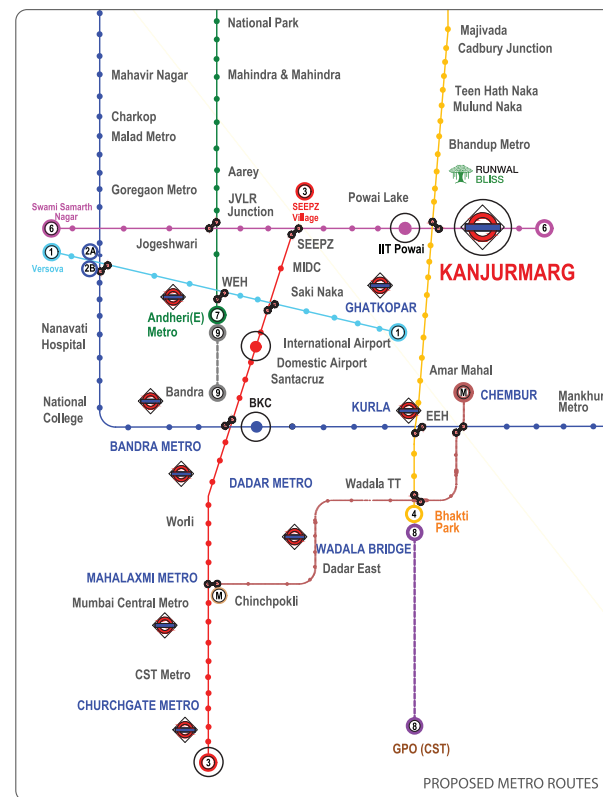 National Park
Majivada
Cadbury Junction
Mahavir Nagar
Mahindra & Mahindra
Teen Hath Naka
Mulund Naka
Charkop
Malad Metro
Bhandup Metro
Aarey
RUNWAL
BLISS
Goregaon Metro
JVLR
Junction
3
SEEPZ
Village
Powai Lake
Swami Samarth
Nagar
6
Jogeshwari
SEEPZ
IIT Powai
6
1
Versova
2A
2B
MIDC
KANJURMARG
WEH
Saki Naka
GHATKOPAR
Nanavati
Hospital
Andheri(E)
Metro
7
9
International Airport
1
Domestic Airport
Santacruz
Amar Mahal
National
College
Bandra
9
BKC
KURLA
M
CHEMBUR
Mankhur
Metro
EEH
BANDRA METRO
DADAR METRO
Wadala TT
Worli
4
Bhakti
Park
8
WADALA BRIDGE
Dadar East
MAHALAXMI METRO
M
Chinchpokli
Mumbai Central Metro
CST Metro
CHURCHGATE METRO
8
GPO (CST)
3
PROPOSED METRO ROUTES